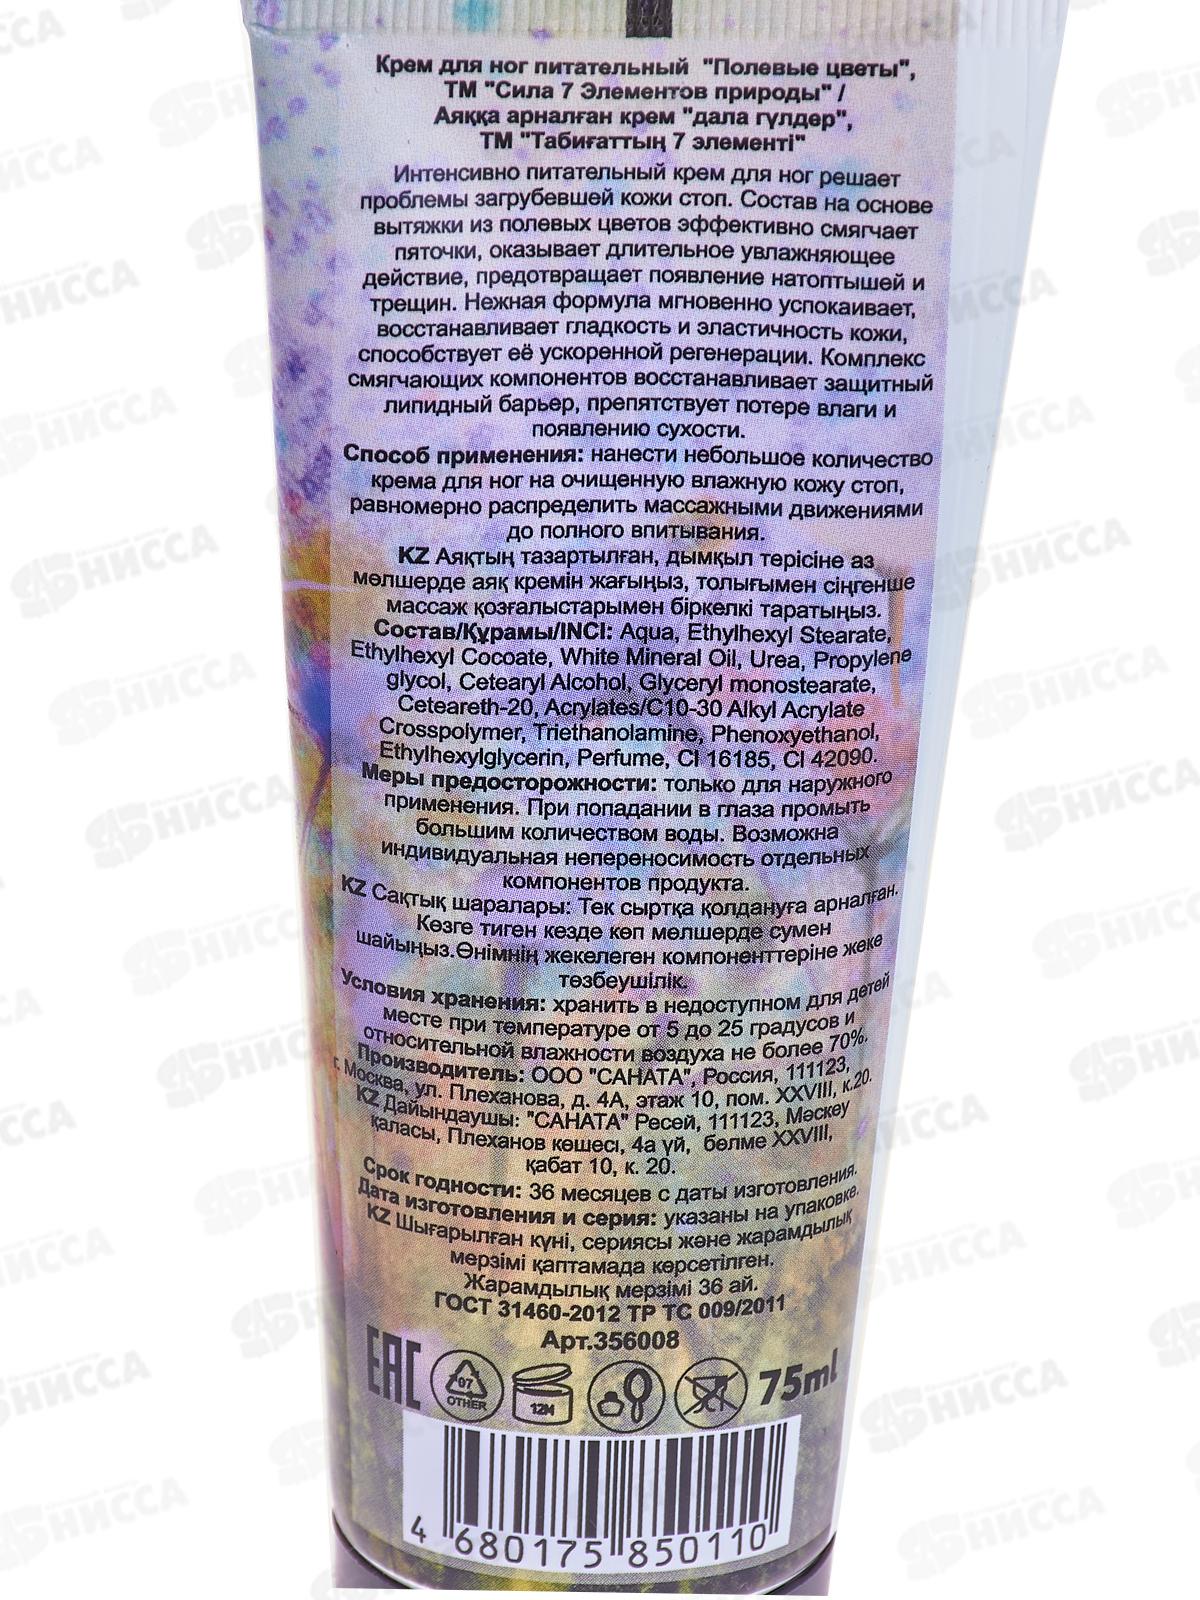 Крем для ног питательный "Полевые цветы",
ТМ "Сила 7 Элементов природы" /
Аяққа арналған крем "дала гүлдер",
ТМ "Табиғаттың 7 элементі"
Интенсивно питательный крем для ног решает
проблемы загрубевшей кожи стоп. Состав на основе
вытяжки из полевых цветов эффективно смягчает
пяточки, оказывает длительное увлажняющее
действие, предотвращает появление натоптышей и
трещин. Нежная формула мгновенно успокаивает,
восстанавливает гладкость и эластичность кожи,
способствует её ускоренной регенерации. Комплекс
смягчающих компонентов восстанавливает защитный
липидный барьер, препятствует потере влаги и
появлению сухости.
Способ применения: нанести небольшое количество
крема для ног на очищенную влажную кожу стоп,
равномерно распределить массажными движениями
до полного впитывания.
KZ Аяқтың тазартылған, дымқыл терісіне аз
мөлшерде аяқ кремін жағыңыз, толығымен сіңгенше
массаж қозғалыстарымен біркелкі таратыңыз.
Состав/Құрамы/INCI: Aqua, Ethylhexyl Stearate,
Ethylhexyl Cocoate, White Mineral Oil, Urea, Propylene
glycol, Cetearyl Alcohol, Glyceryl monostearate,
Ceteareth-20, Acrylates/C10-30 Alkyl Acrylate
Crosspolymer, Triethanolamine, Phenoxyethanol,
Ethylhexylglycerin, Perfume, CI 16185, CI 42090.
Меры предосторожности: только для наружного
применения. При попадании в глаза промыть
большим количеством воды. Возможна
индивидуальная непереносимость отдельных
компонентов продукта.
KZ Сақтық шаралары: Тек сыртқа қолдануға арналған.
Көзге тиген кезде көп мөлшерде сумен
шайыңыз.Өнімнің жекелеген компоненттеріне жеке
төзбеушілік.
Условия хранения: хранить в недоступном для детей
месте при температуре от 5 до 25 градусов и
относительной влажности воздуха не более 70%.
Производитель: ООО "САНАТА", Россия, 111123,
г. Москва, ул. Плеханова, д. 4А, этаж 10, пом. XXVIII, к.20.
KZ Дайындаушы: "САНАТА" Ресей, 111123, Мәскеу
қаласы, Плеханов көшесі, 4а үй, бөлме XXVIII,
қабат 10, к. 20.
Срок годности: 36 месяцев с даты изготовления.
Дата изготовления и серия: указаны на упаковке.
KZ Шығарылған күні, сериясы және жарамдылық
мерзімі қаптамада көрсетілген.
Жарамдылық мерзімі 36 ай.
ГОСТ 31460-2012 ТР ТС 009/2011
Арт.356008
EAC 07 OTHER 12M 75ml
4 680175 850110